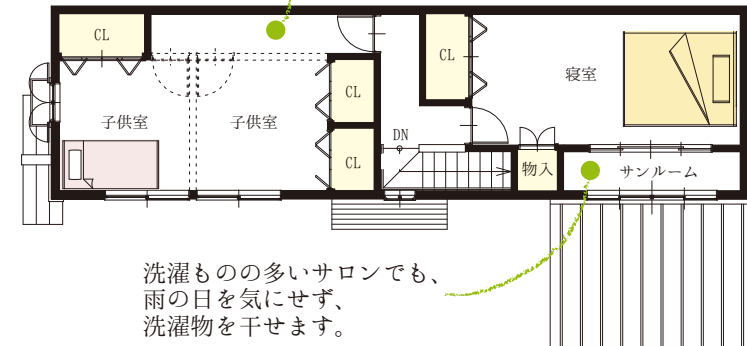 CL
CL
寝室
子供室
子供室
CL
DN
CL
物入
サンルーム
洗濯ものの多いサロンでも、
雨の日を気にせず、
洗濯物を干せます。